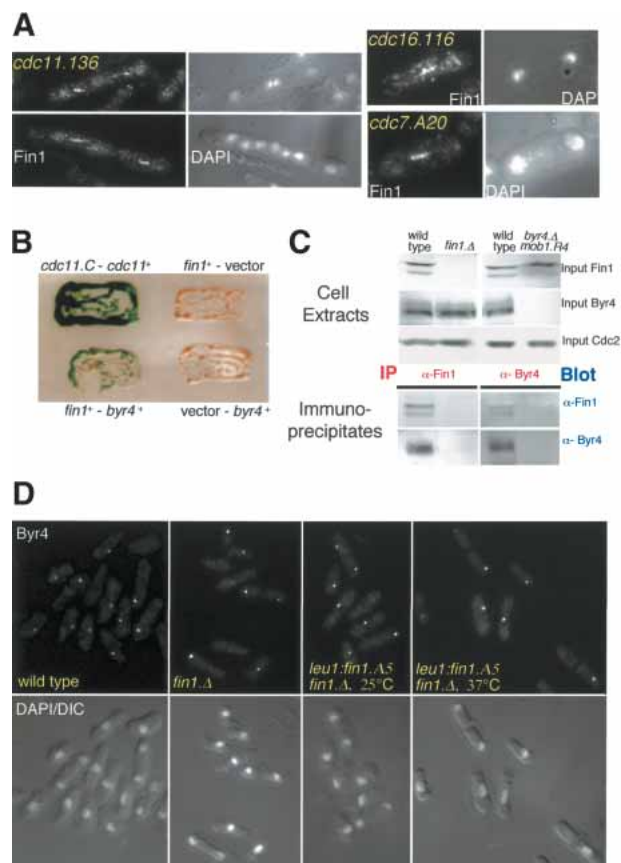 A
cdc11.136
cdc16.116
Fin1
DAP
cdc7.A20
Fin1
DAPI
Fin1
DAPI
B
cdc11.C - cdc11+
fin1+ - vector
fin1+ - byr4+
vector - byr4+
C
wild type
fin1.Δ
wild type
byr4.Δ mob1.R4
Cell Extracts
Input Fin1
Input Byr4
Input Cdc2
IP
α-Fin1
α- Byr4
Blot
Immuno-
precipitates
α-Fin1
α- Byr4
D
Byr4
wild type
fin1.Δ
leu1:fin1.A5
fin1.Δ, 25°C
leu1:fin1.A5
fin1.Δ, 37°C
DAPI/DIC